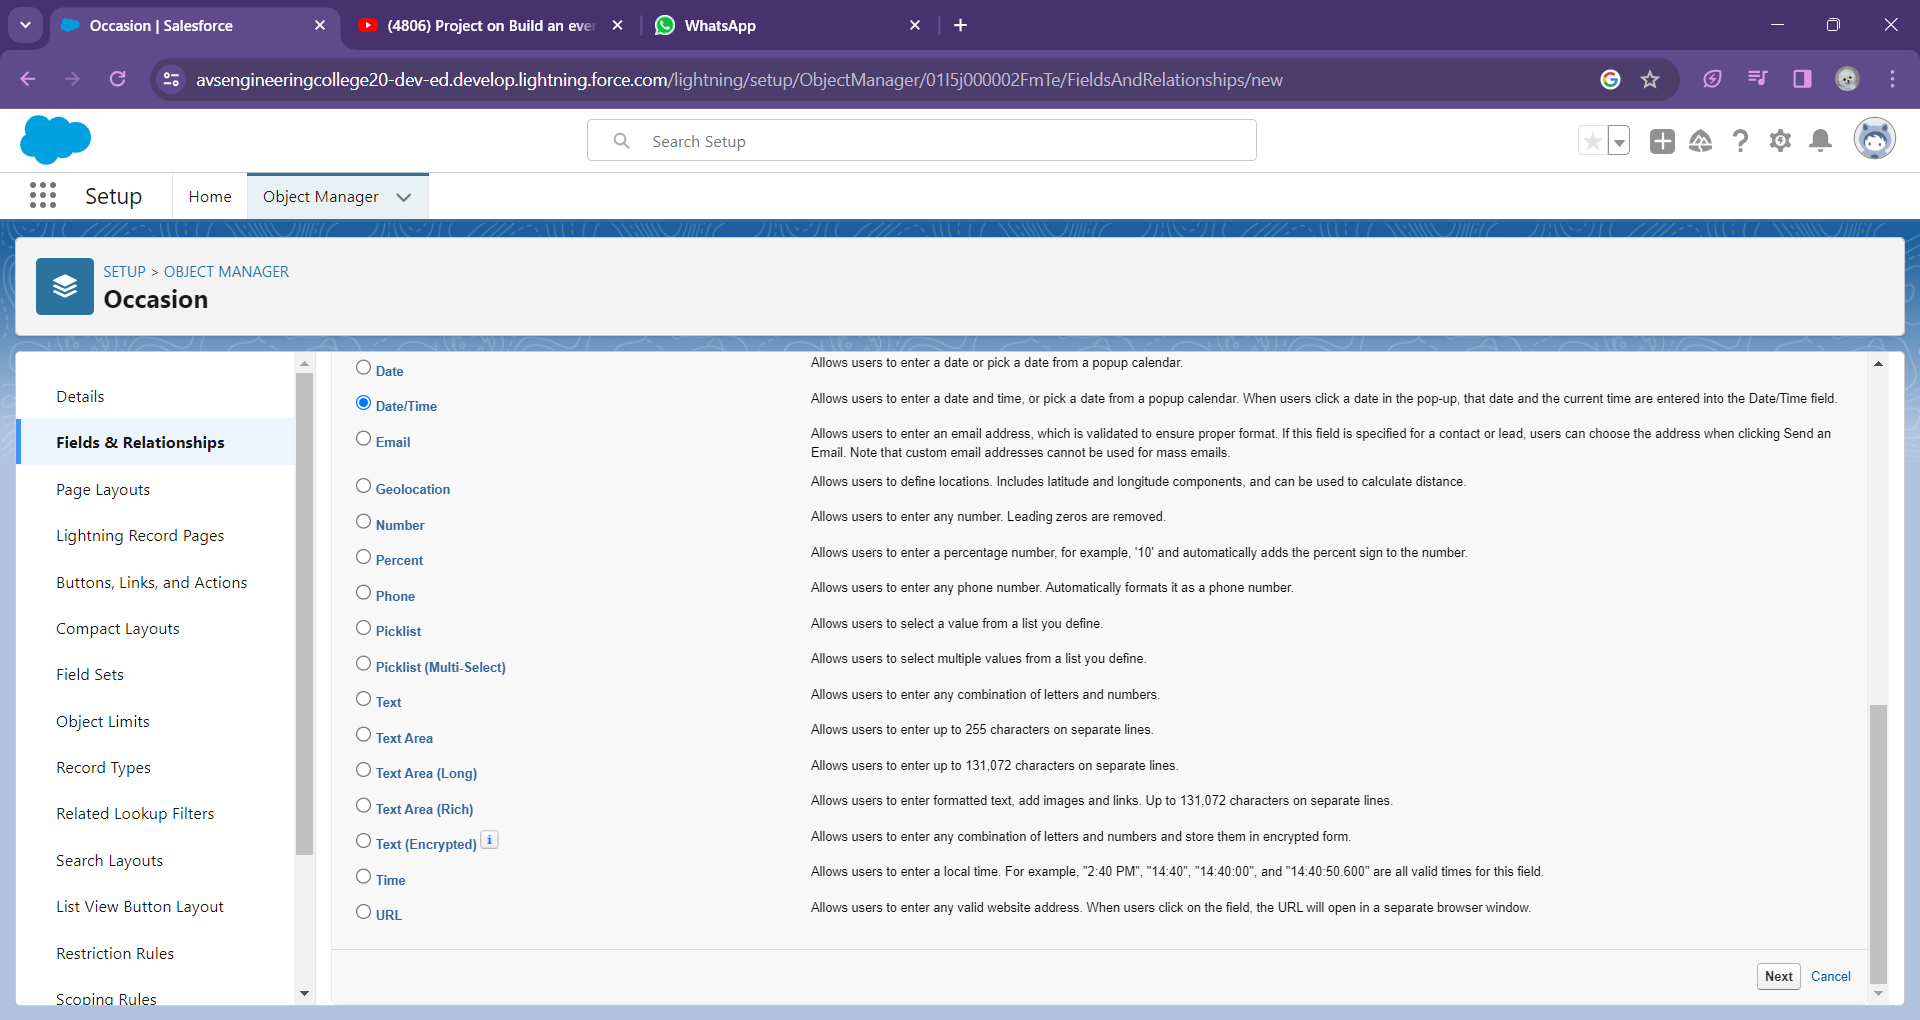 Occasion | Salesforce
(4806) Project on Build an eve
WhatsApp
avsengineeringcollege20-dev-ed.develop.lightning.force.com/lightning/setup/ObjectManager/01I5j000002FmTe/FieldsAndRelationships/new
Search Setup
Setup
Home
Object Manager
SETUP > OBJECT MANAGER
Occasion
Details
Fields & Relationships
Page Layouts
Lightning Record Pages
Buttons, Links, and Actions
Compact Layouts
Field Sets
Object Limits
Record Types
Related Lookup Filters
Search Layouts
List View Button Layout
Restriction Rules
Scoping Rules
Date
Allows users to enter a date or pick a date from a popup calendar.
Date/Time
Allows users to enter a date and time, or pick a date from a popup calendar. When users click a date in the pop-up, that date and the current time are entered into the Date/Time field.
Email
Allows users to enter an email address, which is validated to ensure proper format. If this field is specified for a contact or lead, users can choose the address when clicking Send an
Email. Note that custom email addresses cannot be used for mass emails.
Geolocation
Allows users to define locations. Includes latitude and longitude components, and can be used to calculate distance.
Number
Allows users to enter any number. Leading zeros are removed.
Percent
Allows users to enter a percentage number, for example, '10' and automatically adds the percent sign to the number.
Phone
Allows users to enter any phone number. Automatically formats it as a phone number.
Picklist
Allows users to select a value from a list you define.
Picklist (Multi-Select)
Allows users to select multiple values from a list you define.
Text
Allows users to enter any combination of letters and numbers.
Text Area
Allows users to enter up to 255 characters on separate lines.
Text Area (Long)
Allows users to enter up to 131,072 characters on separate lines.
Text Area (Rich)
Allows users to enter formatted text, add images and links. Up to 131,072 characters on separate lines.
Text (Encrypted) i
Allows users to enter any combination of letters and numbers and store them in encrypted form.
Time
Allows users to enter a local time. For example, "2:40 PM", "14:40", "14:40:00", and "14:40:50.600" are all valid times for this field.
URL
Allows users to enter any valid website address. When users click on the field, the URL will open in a separate browser window.
Next
Cancel